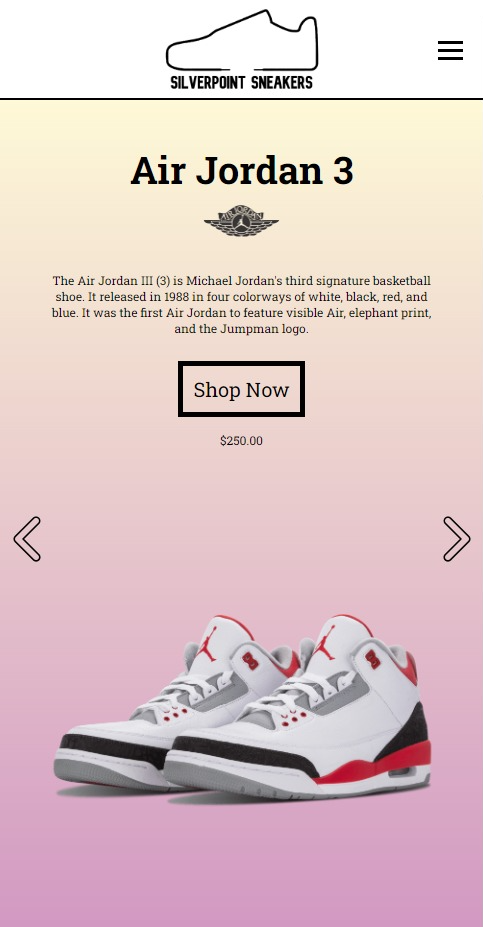 SILVERPOINT SNEAKERS
Air Jordan 3
AIR JORDAN
The Air Jordan III (3) is Michael Jordan's third signature basketball
shoe. It released in 1988 in four colorways of white, black, red, and
blue. It was the first Air Jordan to feature visible Air, elephant print,
and the Jumpman logo.
Shop Now
$250.00